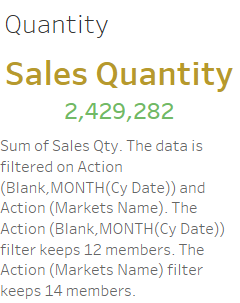 Quantity
Sales Quantity
2,429,282
Sum of Sales Qty. The data is
filtered on Action
(Blank,MONTH(Cy Date)) and
Action (Markets Name). The
Action (Blank,MONTH(Cy Date))
filter keeps 12 members. The
Action (Markets Name) filter
keeps 14 members.